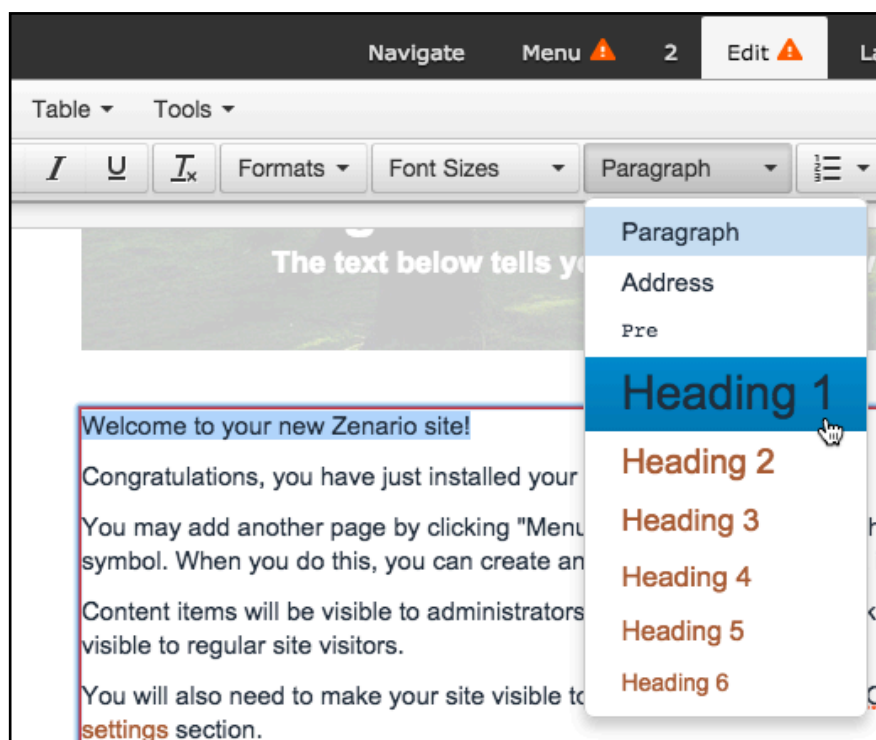 Navigate Menu 2 Edit
Table Tools
I U Tx Formats Font Sizes Paragraph
Paragraph
Address
Pre
Heading 1
Heading 2
Heading 3
Heading 4
Heading 5
Heading 6
The text below tells
Welcome to your new Zenario site!
Congratulations, you have just installed your
You may add another page by clicking "Menu
symbol. When you do this, you can create an
Content items will be visible to administrators
visible to regular site visitors.
You will also need to make your site visible to
settings section.